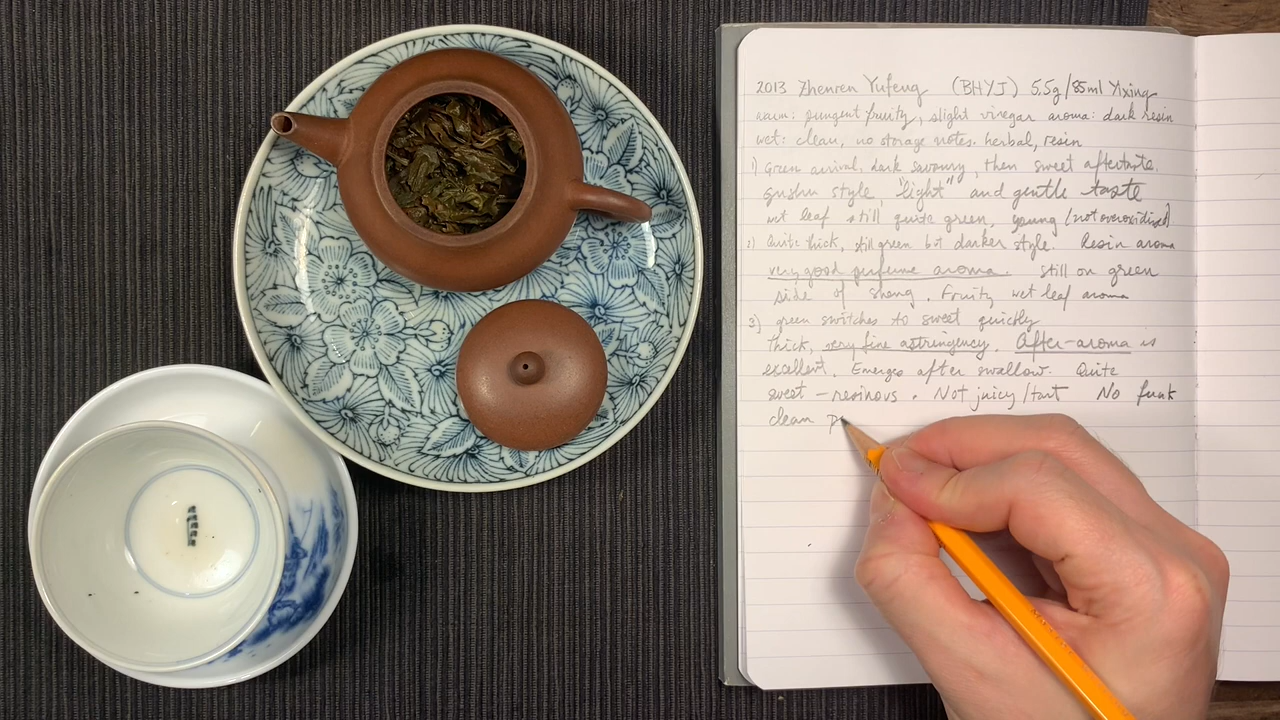 2013 Zhenren Yufeng (BHYJ) 5,5g/85ml Yixing
warm: pungent fruity, slight vinegar aroma: dark resin
wet: clean, no storage notes. herbal, resin
1) Green arrival, dark savoury, then sweet aftertaste.
gushu style, "light" and gentle taste
wet leaf still quite green, young (not overoxidized)
2) Quite thick, still green but darker style. Resin aroma
very good perfume aroma. still on green
side of sheng. Fruity wet leaf aroma
3) green switches to sweet quickly
thick, very fine astringency. After-aroma is
excellent. Emerges after swallow. Quite
sweet - resinous. Not juicy/tart No funk
clean p